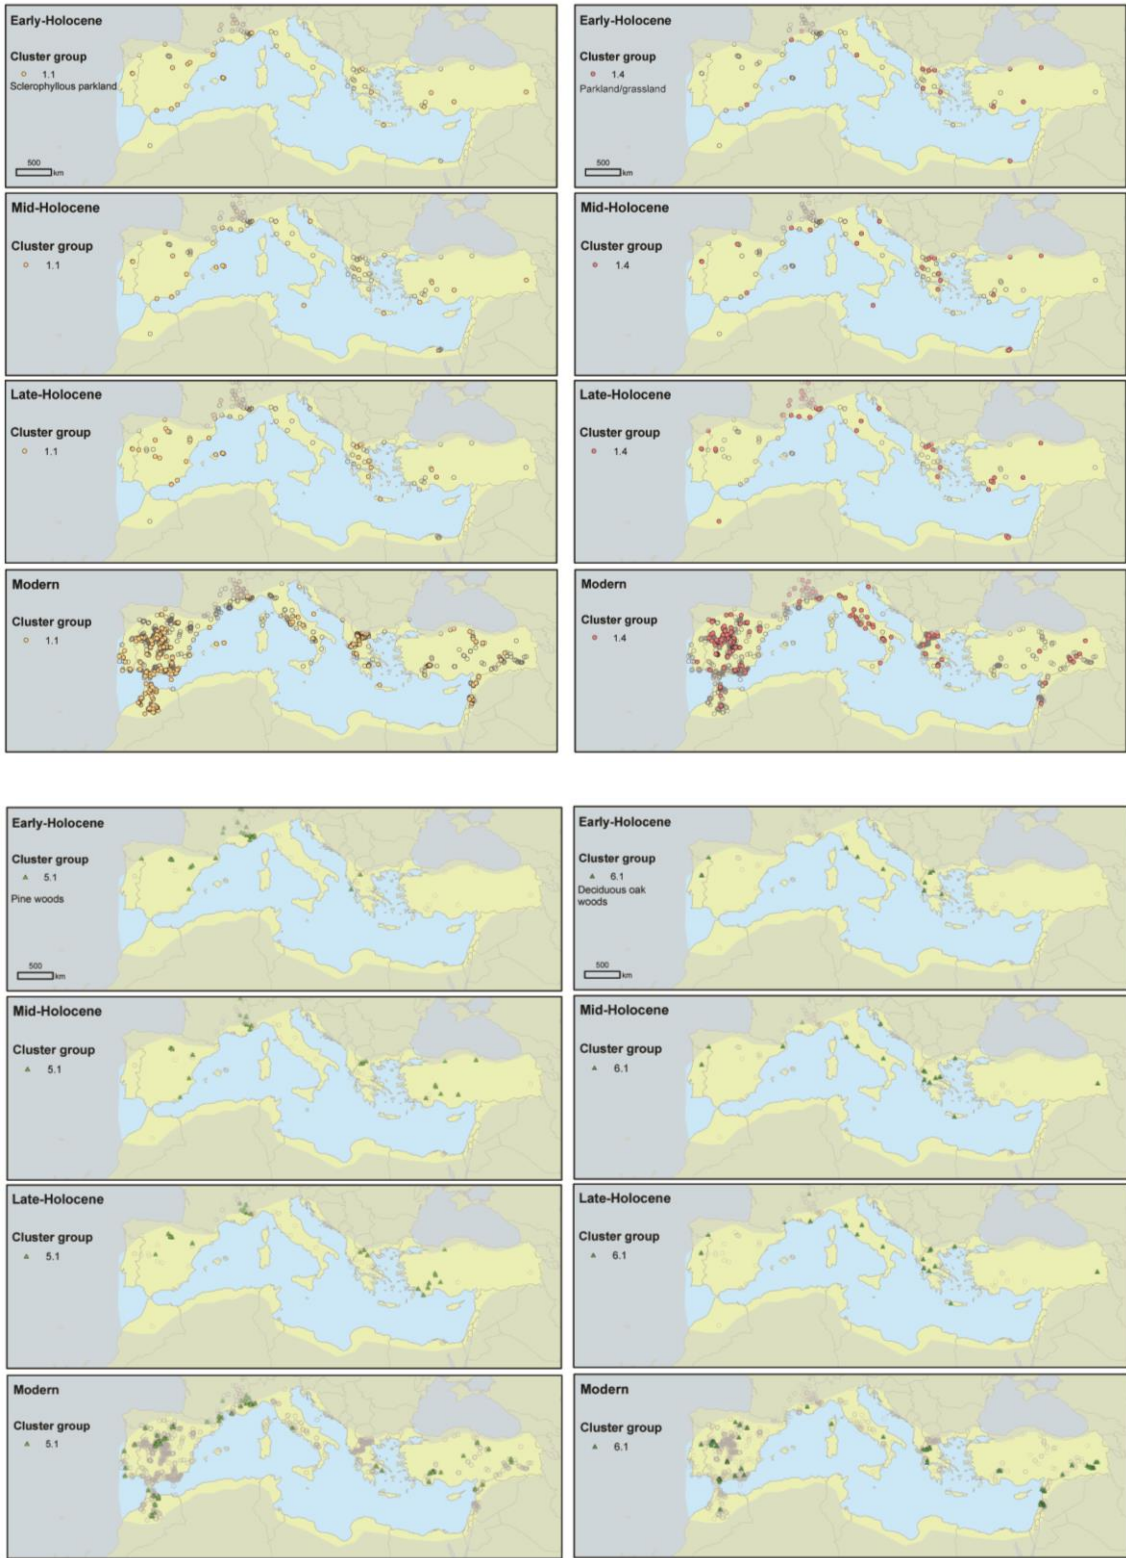 Early-Holocene
Cluster group
1.1
Sclerophyllous parkland
500
km
Mid-Holocene
Cluster group
1.1
Late-Holocene
Cluster group
1.1
Modern
Cluster group
1.1
Early-Holocene
Cluster group
1.4
Parkland/grassland
500
km
Mid-Holocene
Cluster group
1.4
Late-Holocene
Cluster group
1.4
Modern
Cluster group
1.4
Early-Holocene
Cluster group
5.1
Pine woods
500
km
Mid-Holocene
Cluster group
5.1
Late-Holocene
Cluster group
5.1
Modern
Cluster group
5.1
Early-Holocene
Cluster group
6.1
Deciduous oak
woods
500
km
Mid-Holocene
Cluster group
6.1
Late-Holocene
Cluster group
6.1
Modern
Cluster group
6.1